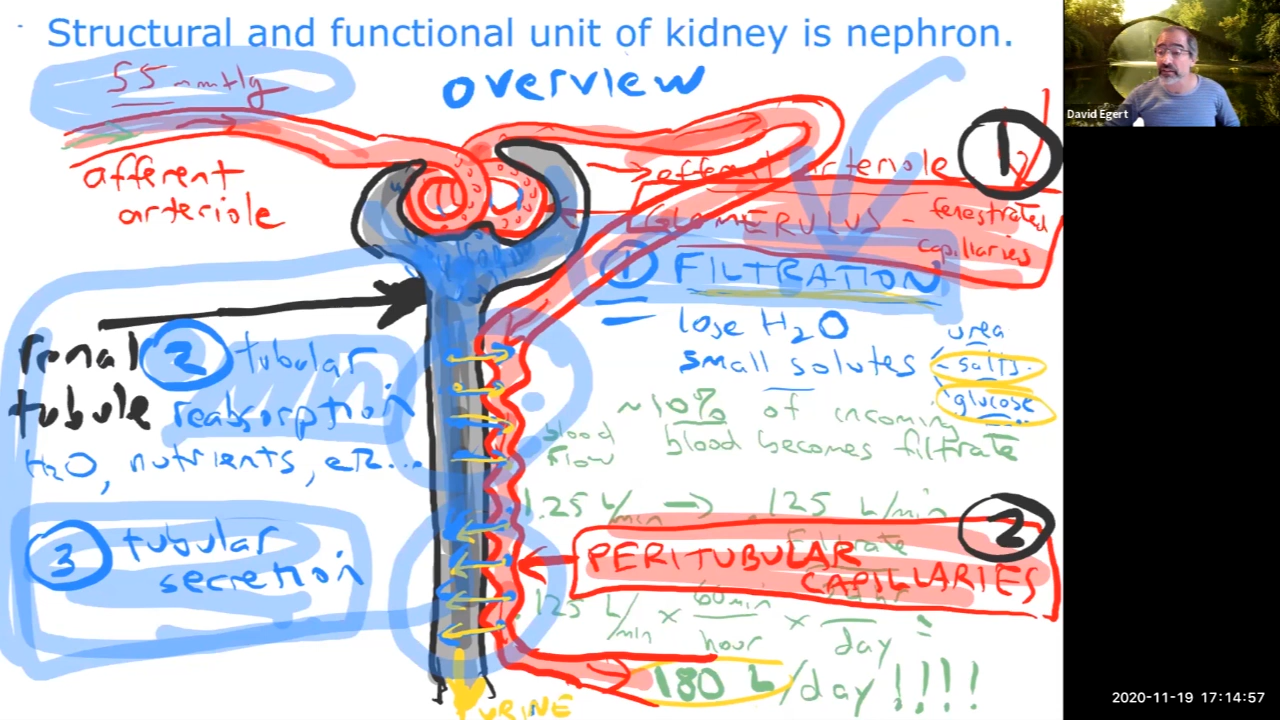 Structural and functional unit of kidney is nephron.
overview
55 mmHg
David Egert
afferent
arteriole
efferent arteriole
1
GLOMERULUS - fenestrated
capillaries
① FILTRATION
lose H2O
small solutes
urea
- salts
glucose
renal
tubule
② tubular
reabsorption
H2O, nutrients, etc...
~10% of incoming
blood becomes filtrate
blood
flow
1.25 L/min → .125 L/min
filtrate
③ tubular
secretion
2
PERITUBULAR
CAPILLARIES
.125 L/min × 60 min/hour × /day =
180 L/day !!!!
URINE
2020-11-19 17:14:57